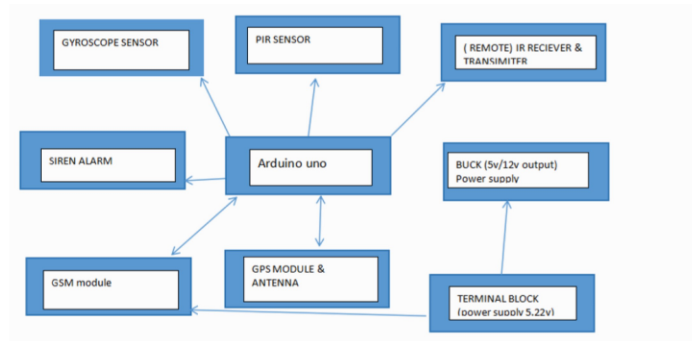 GYROSCOPE SENSOR
PIR SENSOR
( REMOTE) IR RECIEVER &
TRANSIMITER
SIREN ALARM
Arduino uno
BUCK (5v/12v output)
Power supply
GSM module
GPS MODULE &
ANTENNA
TERMINAL BLOCK
(power supply 5.22v)